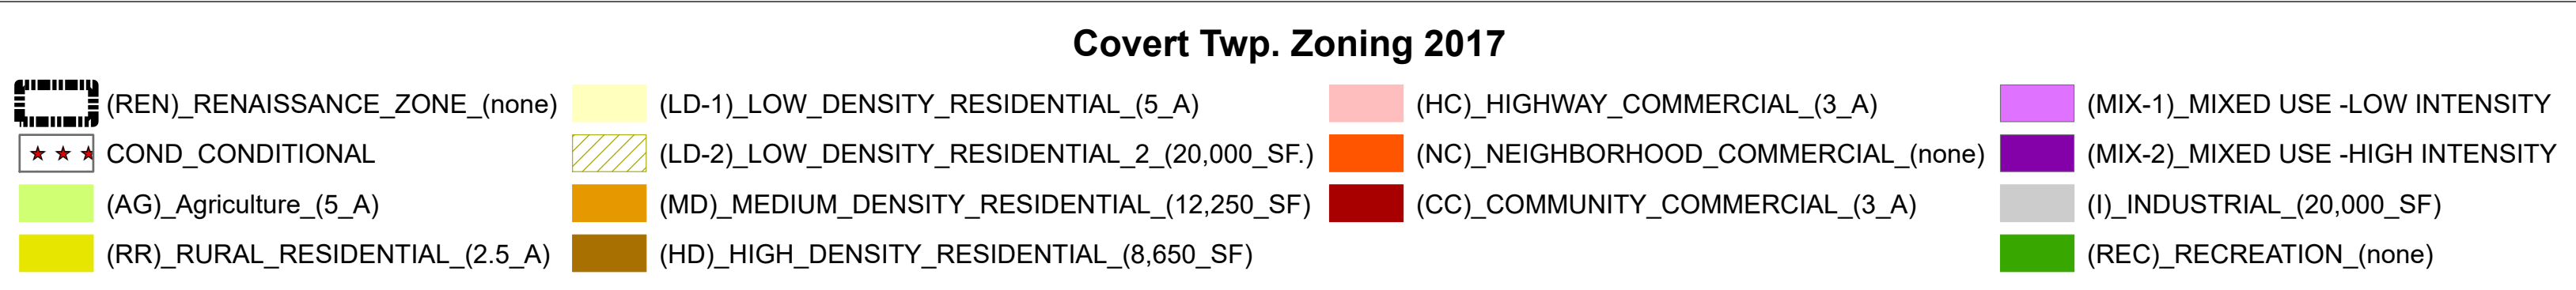 Covert Twp. Zoning 2017
(REN)_RENAISSANCE_ZONE_(none)
COND_CONDITIONAL
(AG)_Agriculture_(5_A)
(RR)_RURAL_RESIDENTIAL_(2.5_A)
(LD-1)_LOW_DENSITY_RESIDENTIAL_(5_A)
(LD-2)_LOW_DENSITY_RESIDENTIAL_2_(20,000_SF.)
(MD)_MEDIUM_DENSITY_RESIDENTIAL_(12,250_SF)
(HD)_HIGH_DENSITY_RESIDENTIAL_(8,650_SF)
(HC)_HIGHWAY_COMMERCIAL_(3_A)
(NC)_NEIGHBORHOOD_COMMERCIAL_(none)
(CC)_COMMUNITY_COMMERCIAL_(3_A)
(MIX-1)_MIXED USE -LOW INTENSITY
(MIX-2)_MIXED USE -HIGH INTENSITY
(I)_INDUSTRIAL_(20,000_SF)
(REC)_RECREATION_(none)